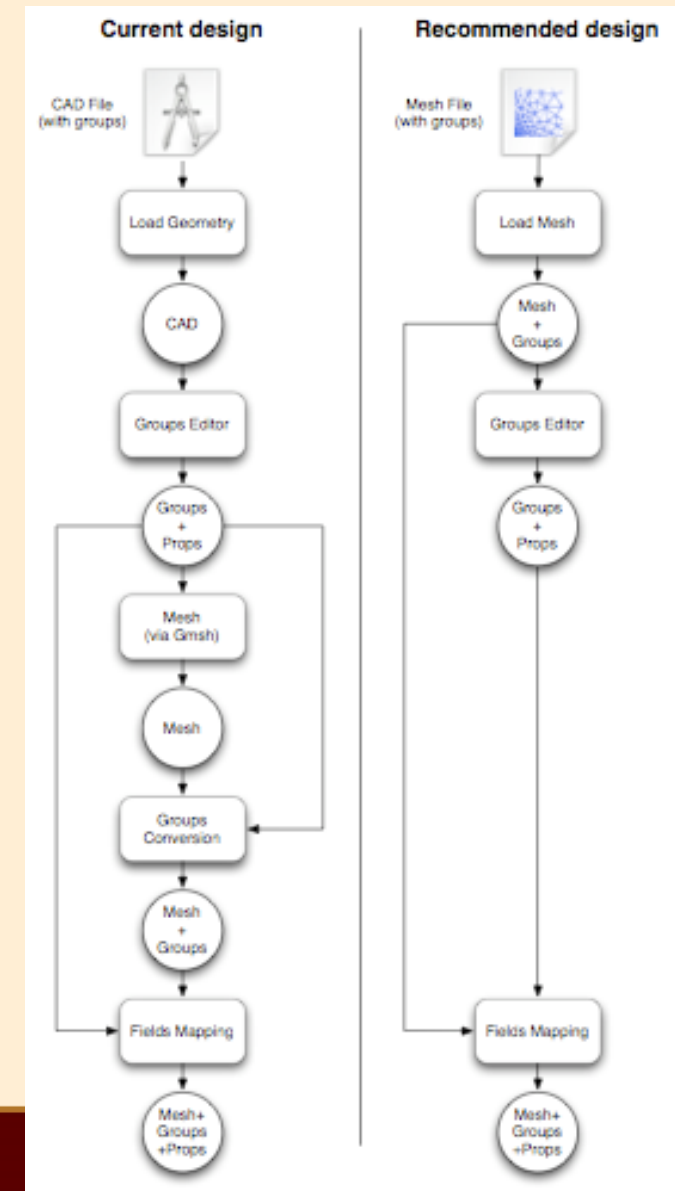 Current design
CAD File
(with groups)
Load Geometry
CAD
Groups Editor
Groups
+
Props
Mesh
(via Gmsh)
Mesh
Groups
Conversion
Mesh
+
Groups
Fields Mapping
Mesh+
Groups
+Props
Recommended design
Mesh File
(with groups)
Load Mesh
Mesh
+
Groups
Groups Editor
Groups
+
Props
Fields Mapping
Mesh+
Groups
+Props